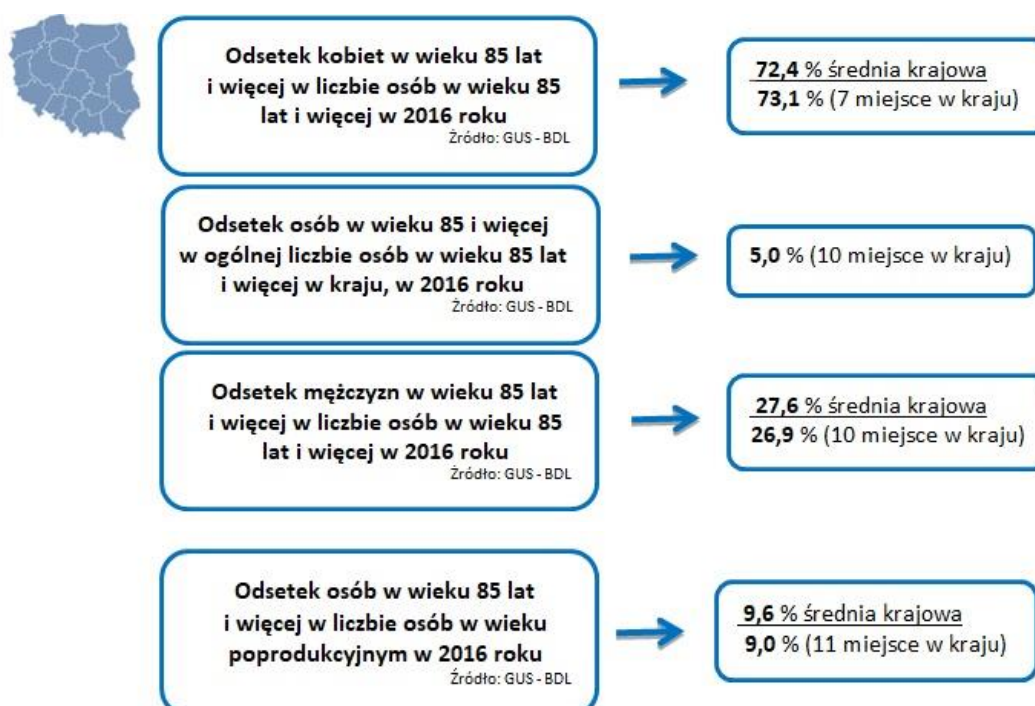 Odsetek kobiet w wieku 85 lat
i więcej w liczbie osób w wieku 85
lat i więcej w 2016 roku
Źródło: GUS - BDL
72,4 % średnia krajowa
73,1 % (7 miejsce w kraju)
Odsetek osób w wieku 85 i więcej
w ogólnej liczbie osób w wieku 85 lat
i więcej w kraju, w 2016 roku
Źródło: GUS - BDL
5,0 % (10 miejsce w kraju)
Odsetek mężczyzn w wieku 85 lat
i więcej w liczbie osób w wieku 85
lat i więcej w 2016 roku
Źródło: GUS - BDL
27,6 % średnia krajowa
26,9 % (10 miejsce w kraju)
Odsetek osób w wieku 85 lat
i więcej w liczbie osób w wieku
poprodukcyjnym w 2016 roku
Źródło: GUS - BDL
9,6 % średnia krajowa
9,0 % (11 miejsce w kraju)